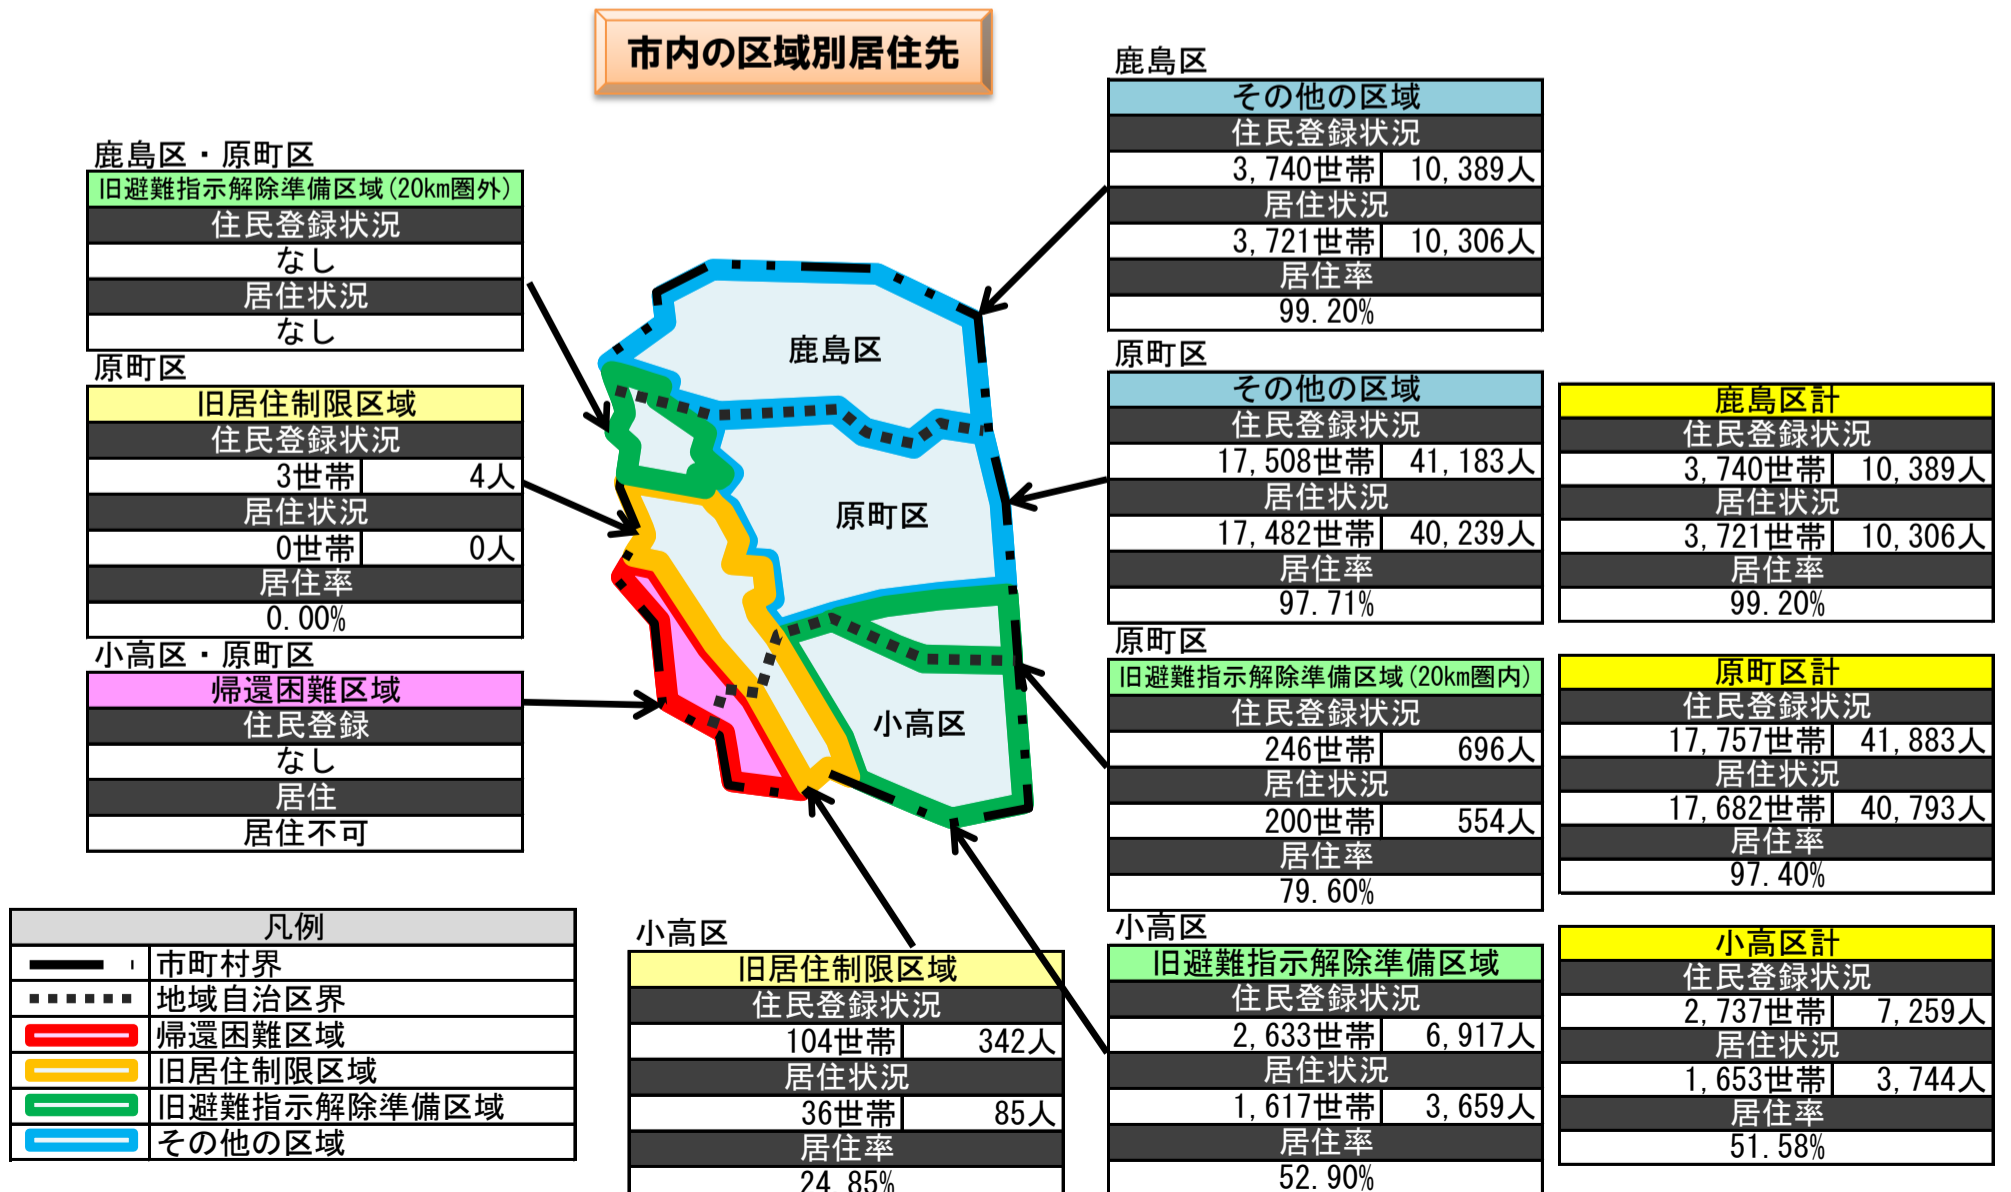 市内の区域別居住先
鹿島区・原町区
旧避難指示解除準備区域(20km圏外)
住民登録状況
なし
居住状況
なし
原町区
旧居住制限区域
住民登録状況
3世帯 4人
居住状況
0世帯 0人
居住率
0.00%
小高区・原町区
帰還困難区域
住民登録
なし
居住
居住不可
鹿島区
原町区
小高区
鹿島区
その他の区域
住民登録状況
3,740世帯 10,389人
居住状況
3,721世帯 10,306人
居住率
99.20%
原町区
その他の区域
住民登録状況
17,508世帯 41,183人
居住状況
17,482世帯 40,239人
居住率
97.71%
原町区
旧避難指示解除準備区域(20km圏内)
住民登録状況
246世帯 696人
居住状況
200世帯 554人
居住率
79.60%
小高区
旧避難指示解除準備区域
住民登録状況
2,633世帯 6,917人
居住状況
1,617世帯 3,659人
居住率
52.90%
鹿島区計
住民登録状況
3,740世帯 10,389人
居住状況
3,721世帯 10,306人
居住率
99.20%
原町区計
住民登録状況
17,757世帯 41,883人
居住状況
17,682世帯 40,793人
居住率
97.40%
小高区計
住民登録状況
2,737世帯 7,259人
居住状況
1,653世帯 3,744人
居住率
51.58%
小高区
旧居住制限区域
住民登録状況
104世帯 342人
居住状況
36世帯 85人
居住率
24.85%
凡例
市町村界
地域自治区界
帰還困難区域
旧居住制限区域
旧避難指示解除準備区域
その他の区域